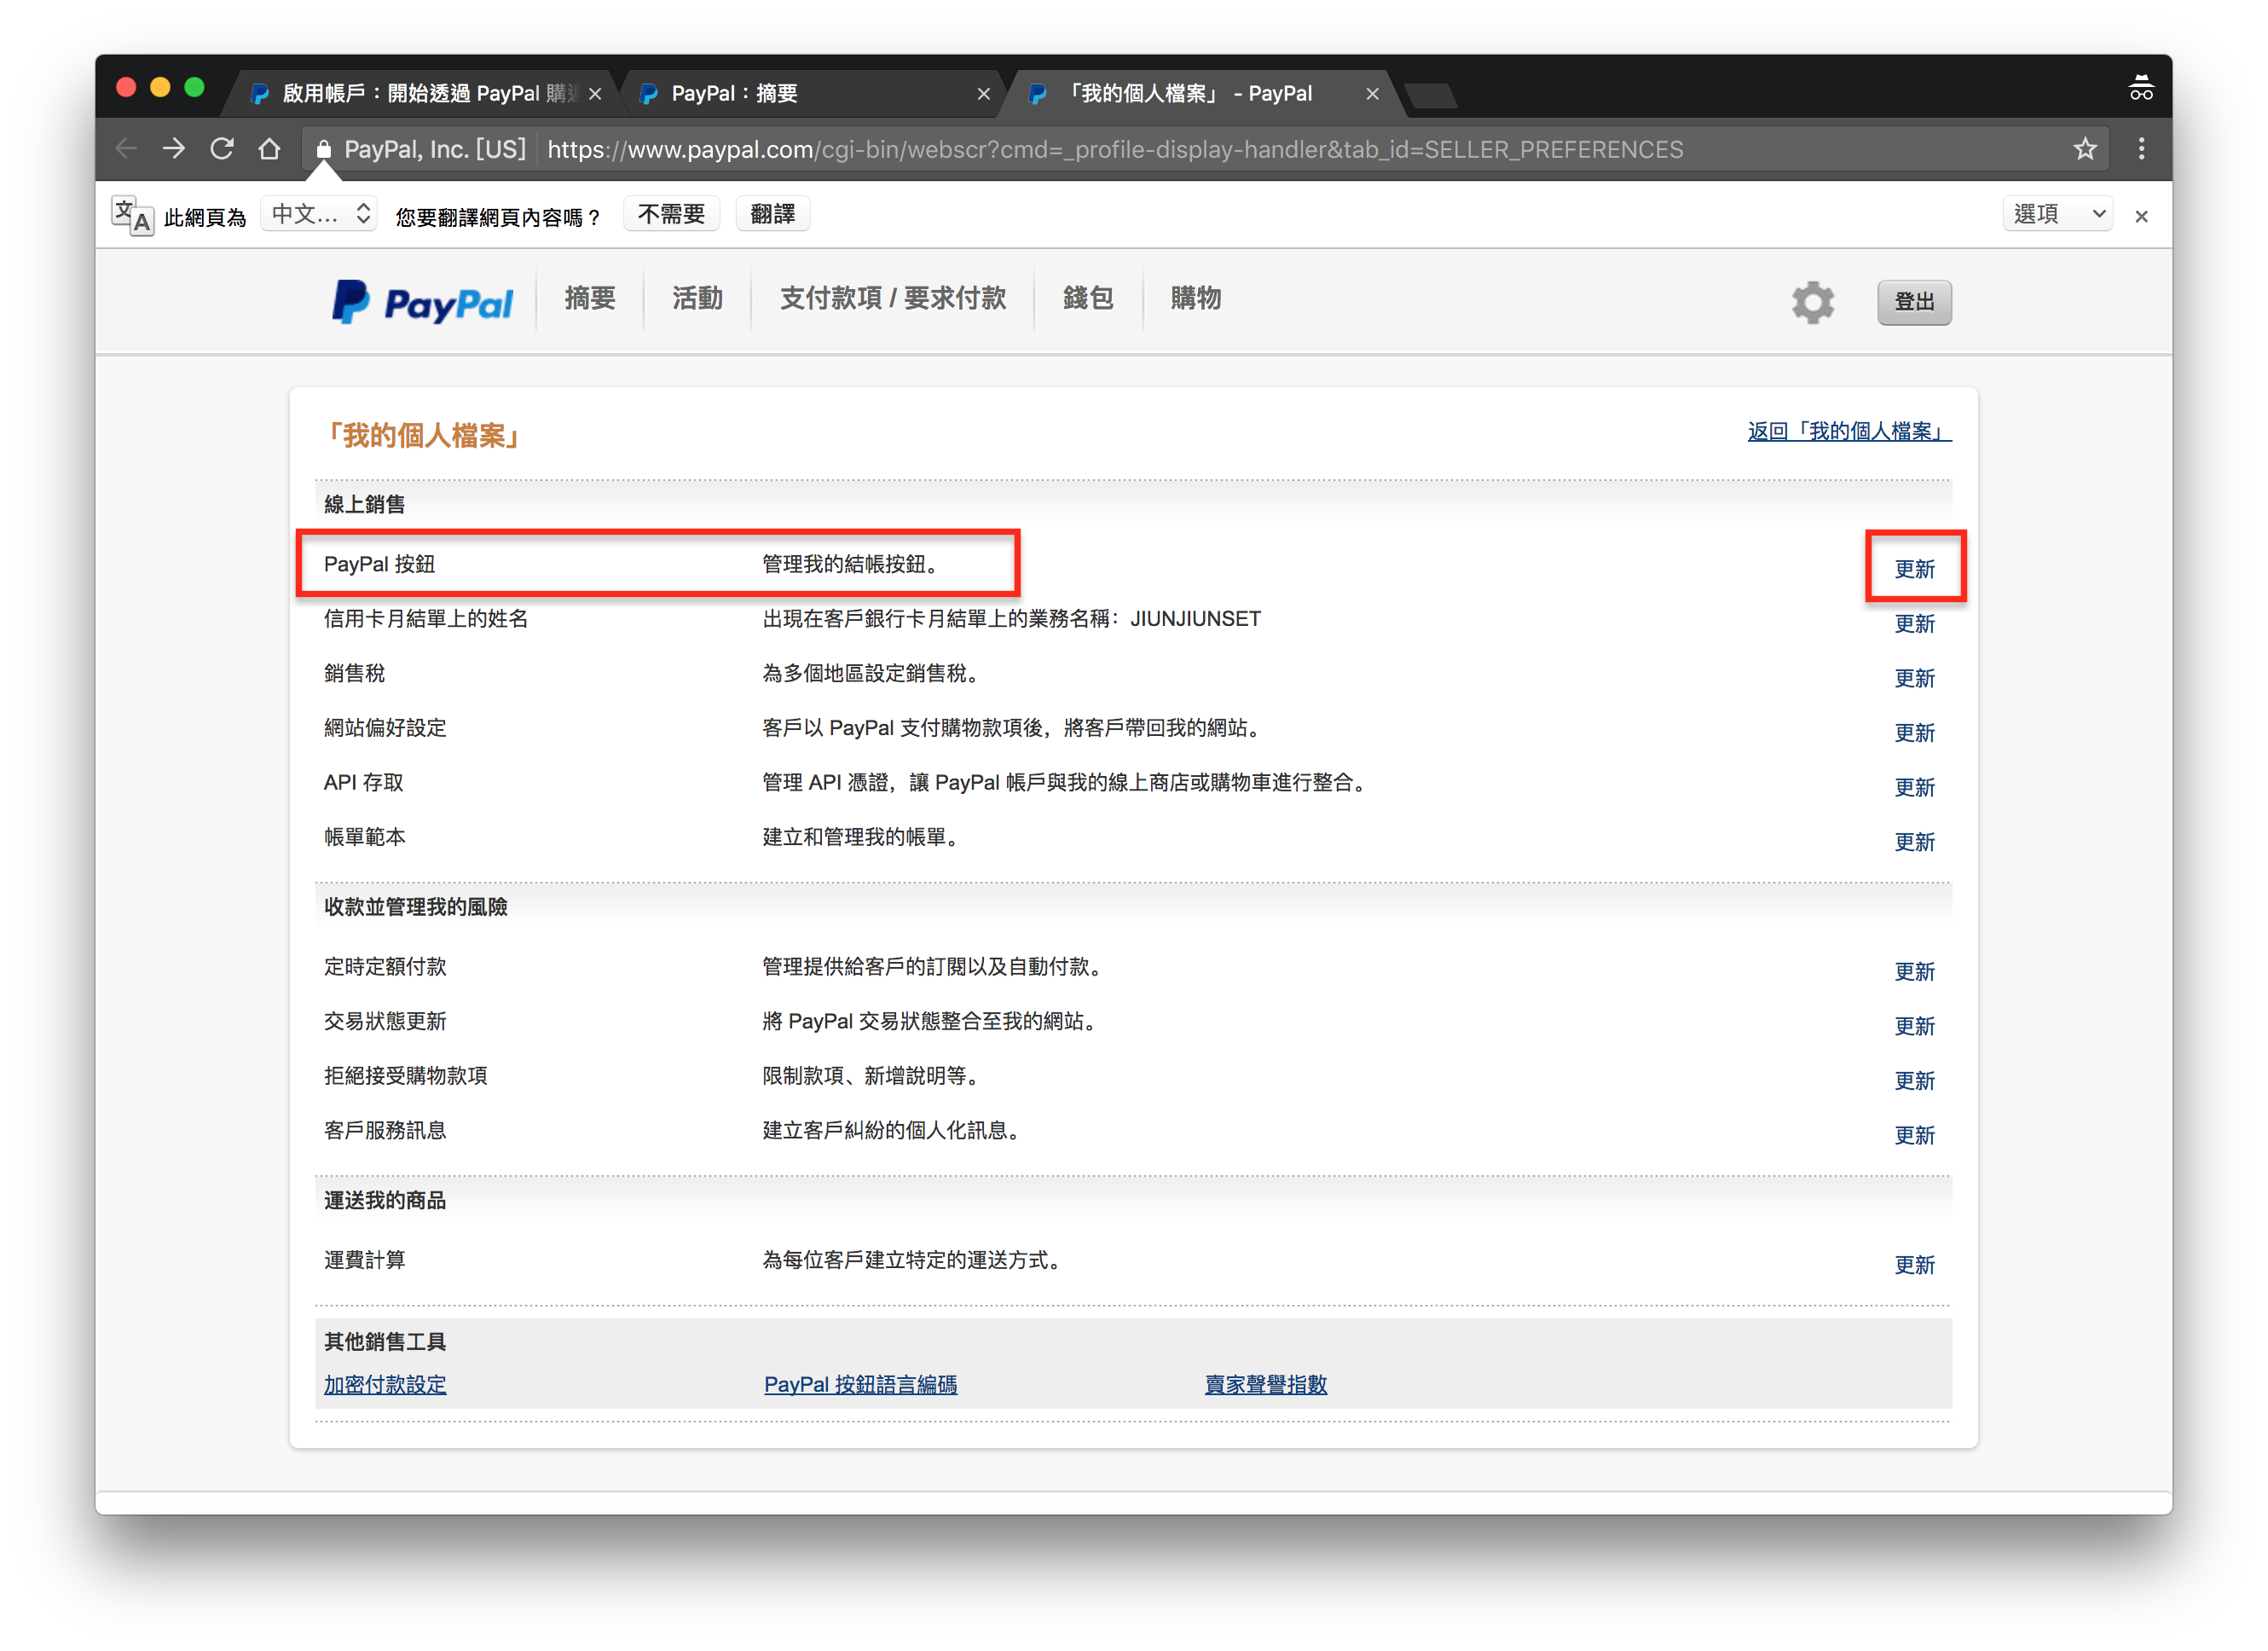 啟用帳戶：開始透過 PayPal 購
PayPal：摘要
「我的個人檔案」 - PayPal
PayPal, Inc. [US] https://www.paypal.com/cgi-bin/webscr?cmd=_profile-display-handler&tab_id=SELLER_PREFERENCES
此網頁為 中文... 您要翻譯網頁內容嗎？ 不需要 翻譯 選項
PayPal 摘要 活動 支付款項 / 要求付款 錢包 購物 登出
「我的個人檔案」 返回「我的個人檔案」
線上銷售
PayPal 按鈕 管理我的結帳按鈕。 更新
信用卡月結單上的姓名 出現在客戶銀行卡月結單上的業務名稱：JIUNJIUNSET 更新
銷售稅 為多個地區設定銷售稅。 更新
網站偏好設定 客戶以 PayPal 支付購物款項後，將客戶帶回我的網站。 更新
API 存取 管理 API 憑證，讓 PayPal 帳戶與我的線上商店或購物車進行整合。 更新
帳單範本 建立和管理我的帳單。 更新
收款並管理我的風險
定時定額付款 管理提供給客戶的訂閱以及自動付款。 更新
交易狀態更新 將 PayPal 交易狀態整合至我的網站。 更新
拒絕接受購物款項 限制款項、新增說明等。 更新
客戶服務訊息 建立客戶糾紛的個人化訊息。 更新
運送我的商品
運費計算 為每位客戶建立特定的運送方式。 更新
其他銷售工具
加密付款設定 PayPal 按鈕語言編碼 賣家聲譽指數